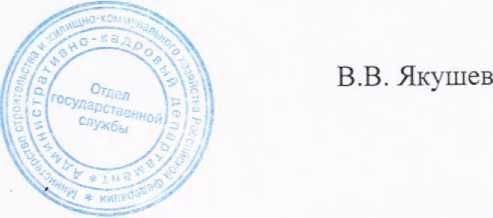 Министерство строительства и жилищно-коммунального хозяйства Российской Федерации *
Административно-кадровый департамент *
Отдел
государственной
службы
В.В. Якушев